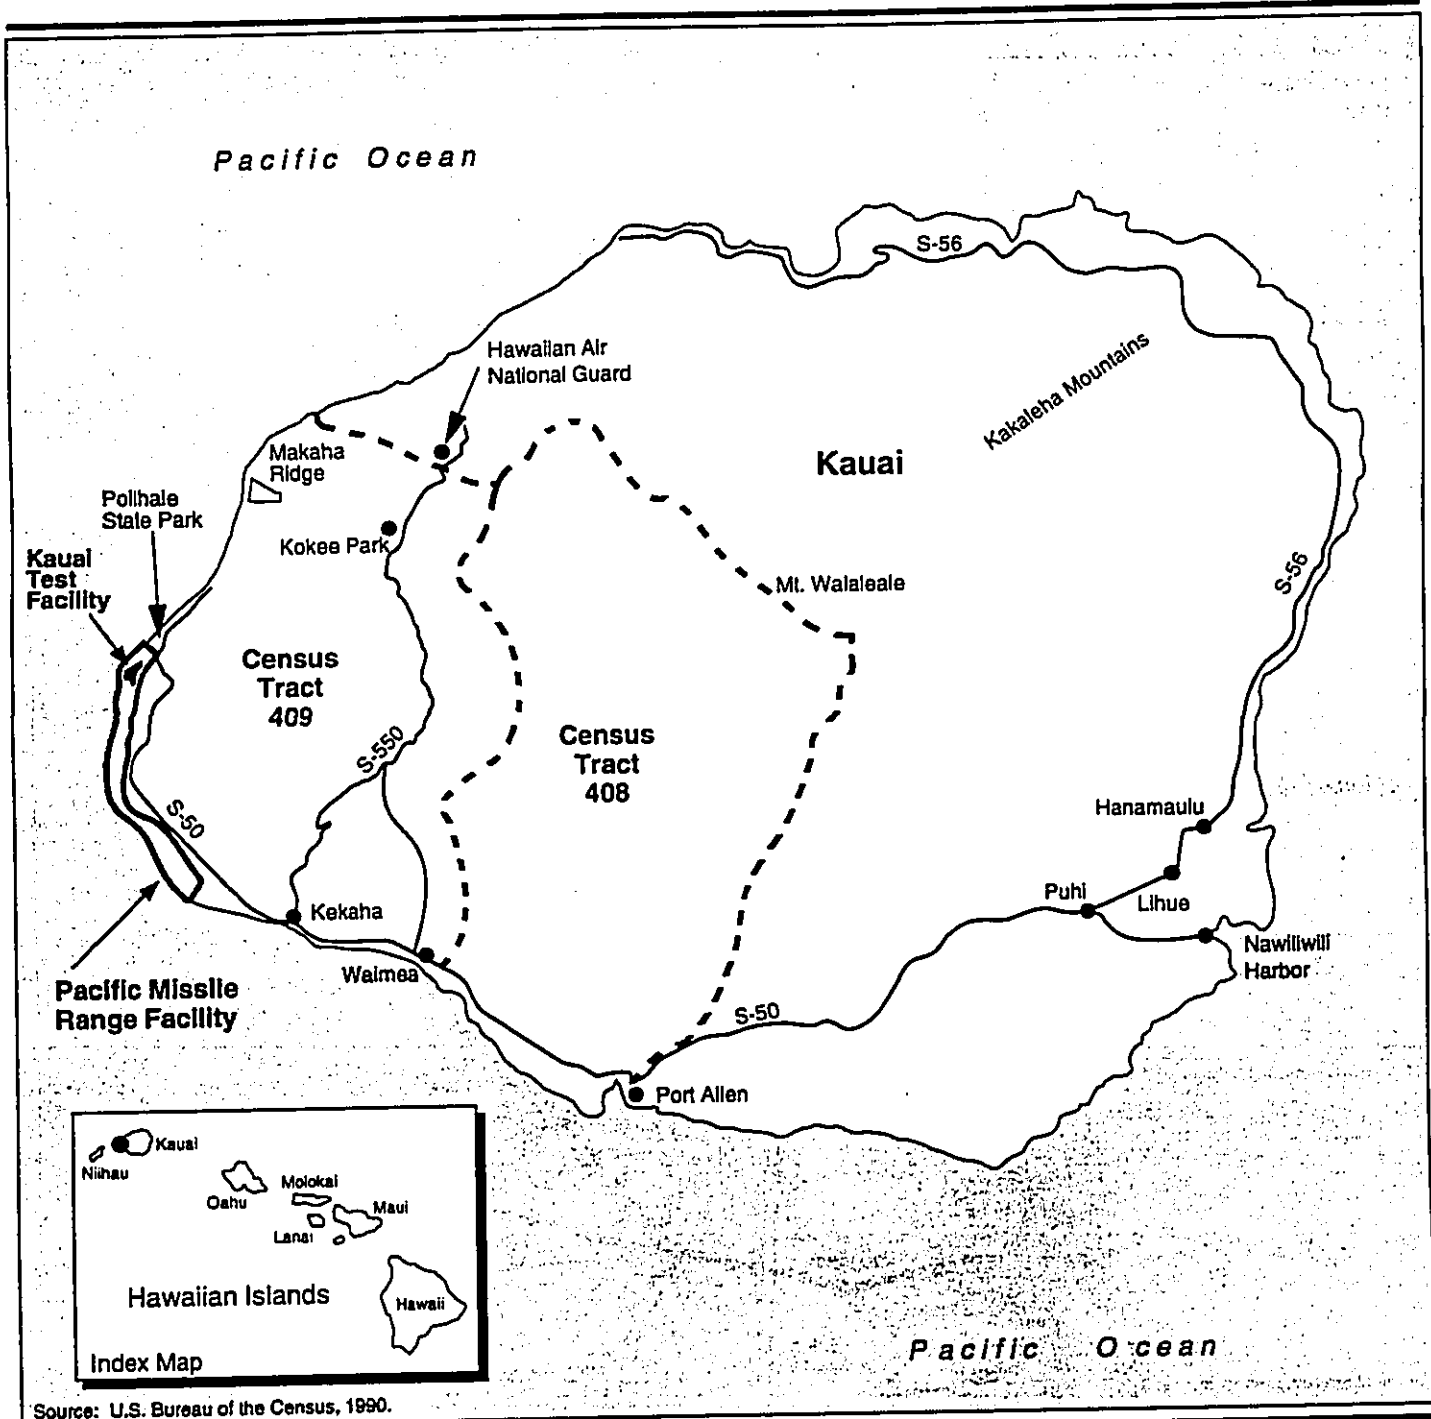 Pacific Ocean
S-56
Hawaiian Air
National Guard
Kakaleha Mountains
Makaha
Ridge
Kauai
Polihale
State Park
Kokee Park
Kauai
Test
Facility
Mt. Walaleale
S-56
Census
Tract
409
S-550
Census
Tract
408
S-50
Hanamaulu
Puhi
Lihue
Kekaha
Nawiliwili
Harbor
Waimea
Pacific Missile
Range Facility
S-50
Port Allen
Kauai
Niihau
Oahu
Molokai
Maui
Lanai
Hawaiian Islands
Hawaii
Index Map
Pacific Ocean
Source: U.S. Bureau of the Census, 1990.